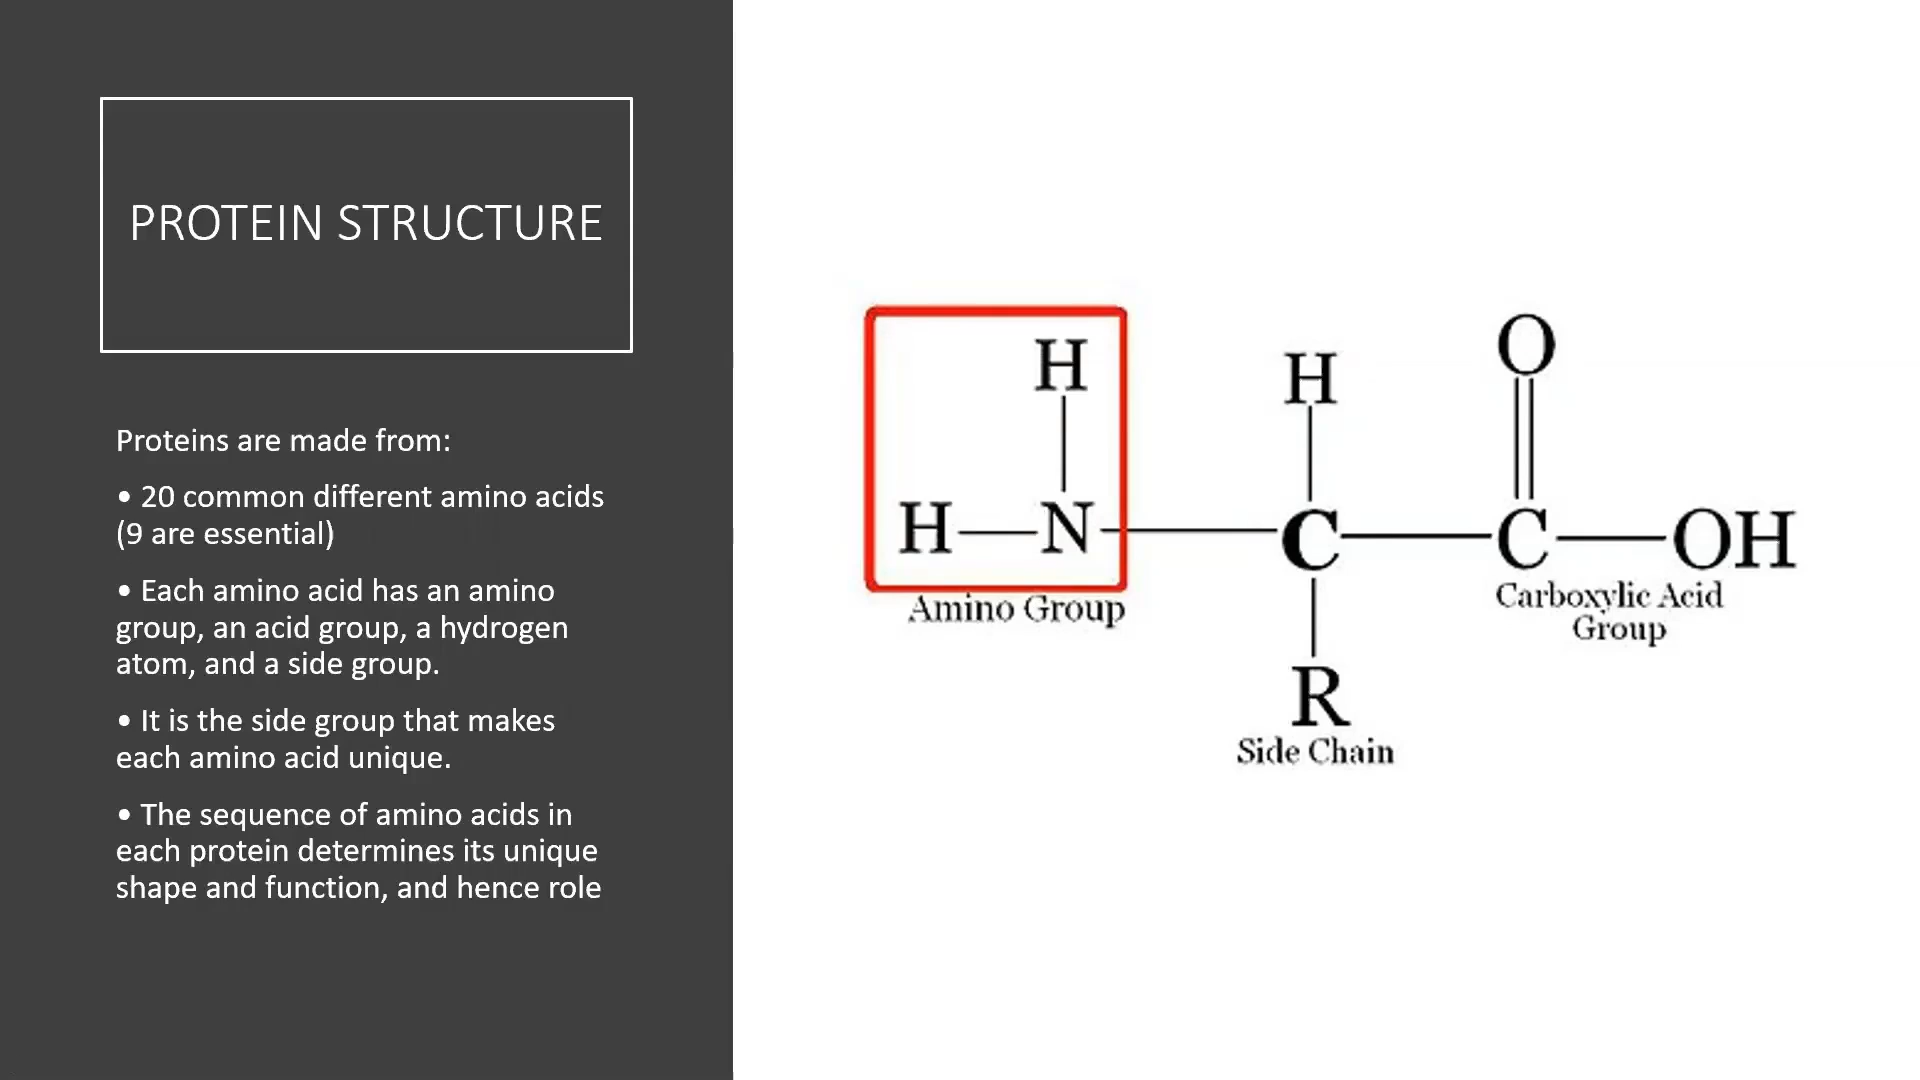 PROTEIN STRUCTURE
Proteins are made from:
• 20 common different amino acids
(9 are essential)
• Each amino acid has an amino
group, an acid group, a hydrogen
atom, and a side group.
• It is the side group that makes
each amino acid unique.
• The sequence of amino acids in
each protein determines its unique
shape and function, and hence role
H H O
H N C C OH
Amino Group
Carboxylic Acid
Group
R
Side Chain